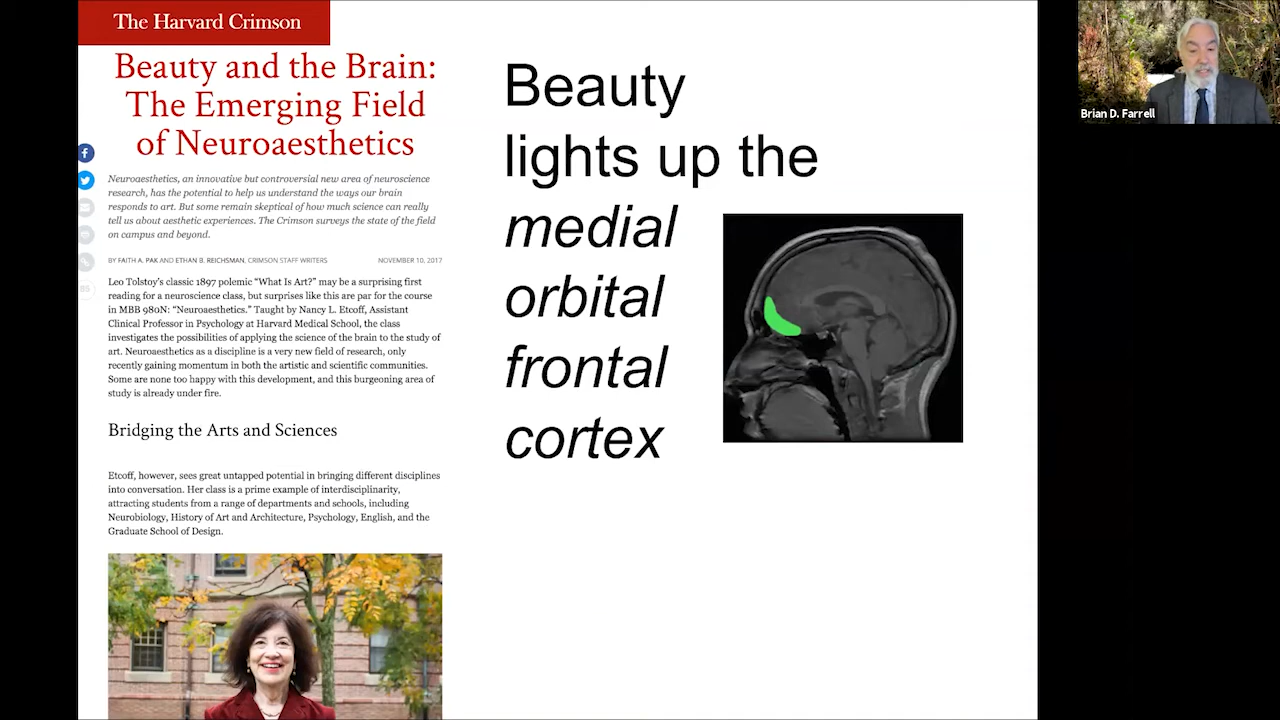 The Harvard Crimson
Beauty and the Brain:
The Emerging Field
of Neuroaesthetics
Neuroaesthetics, an innovative but controversial new area of neuroscience
research, has the potential to help us understand the ways our brain
responds to art. But some remain skeptical of how much science can really
tell us about aesthetic experiences. The Crimson surveys the state of the field
on campus and beyond.
BY FAITH A. PAK AND ETHAN B. REICHSMAN, CRIMSON STAFF WRITERS NOVEMBER 10, 2017
Leo Tolstoy's classic 1897 polemic "What Is Art?" may be a surprising first
reading for a neuroscience class, but surprises like this are par for the course
in MBB 980N: "Neuroaesthetics." Taught by Nancy L. Etcoff, Assistant
Clinical Professor in Psychology at Harvard Medical School, the class
investigates the possibilities of applying the science of the brain to the study of
art. Neuroaesthetics as a discipline is a very new field of research, only
recently gaining momentum in both the artistic and scientific communities.
Some are none too happy with this development, and this burgeoning area of
study is already under fire.
Bridging the Arts and Sciences
Etcoff, however, sees great untapped potential in bringing different disciplines
into conversation. Her class is a prime example of interdisciplinarity,
attracting students from a range of departments and schools, including
Neurobiology, History of Art and Architecture, Psychology, English, and the
Graduate School of Design.
Beauty
lights up the
medial
orbital
frontal
cortex
Brian D. Farrell